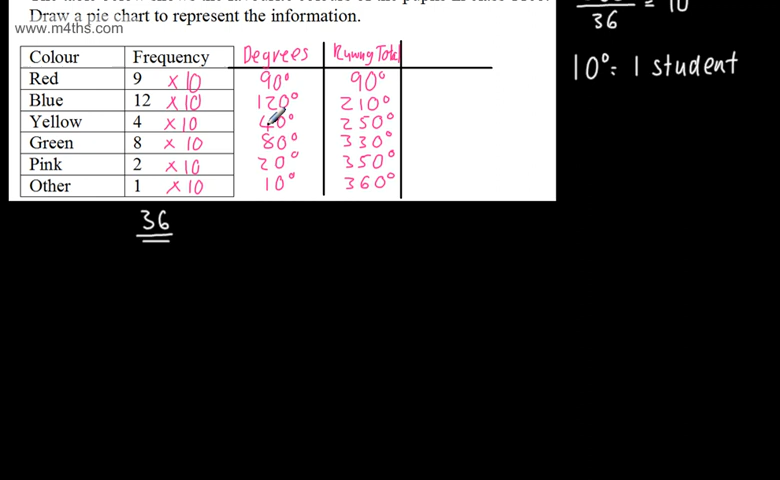 www.m4ths.com
Draw a pie chart to represent the information.
36 = 10
10° = 1 student
Colour Frequency Degrees Running Total
Red 9 × 10 90° 90°
Blue 12 × 10 120° 210°
Yellow 4 × 10 40° 250°
Green 8 × 10 80° 330°
Pink 2 × 10 20° 350°
Other 1 × 10 10° 360°
36